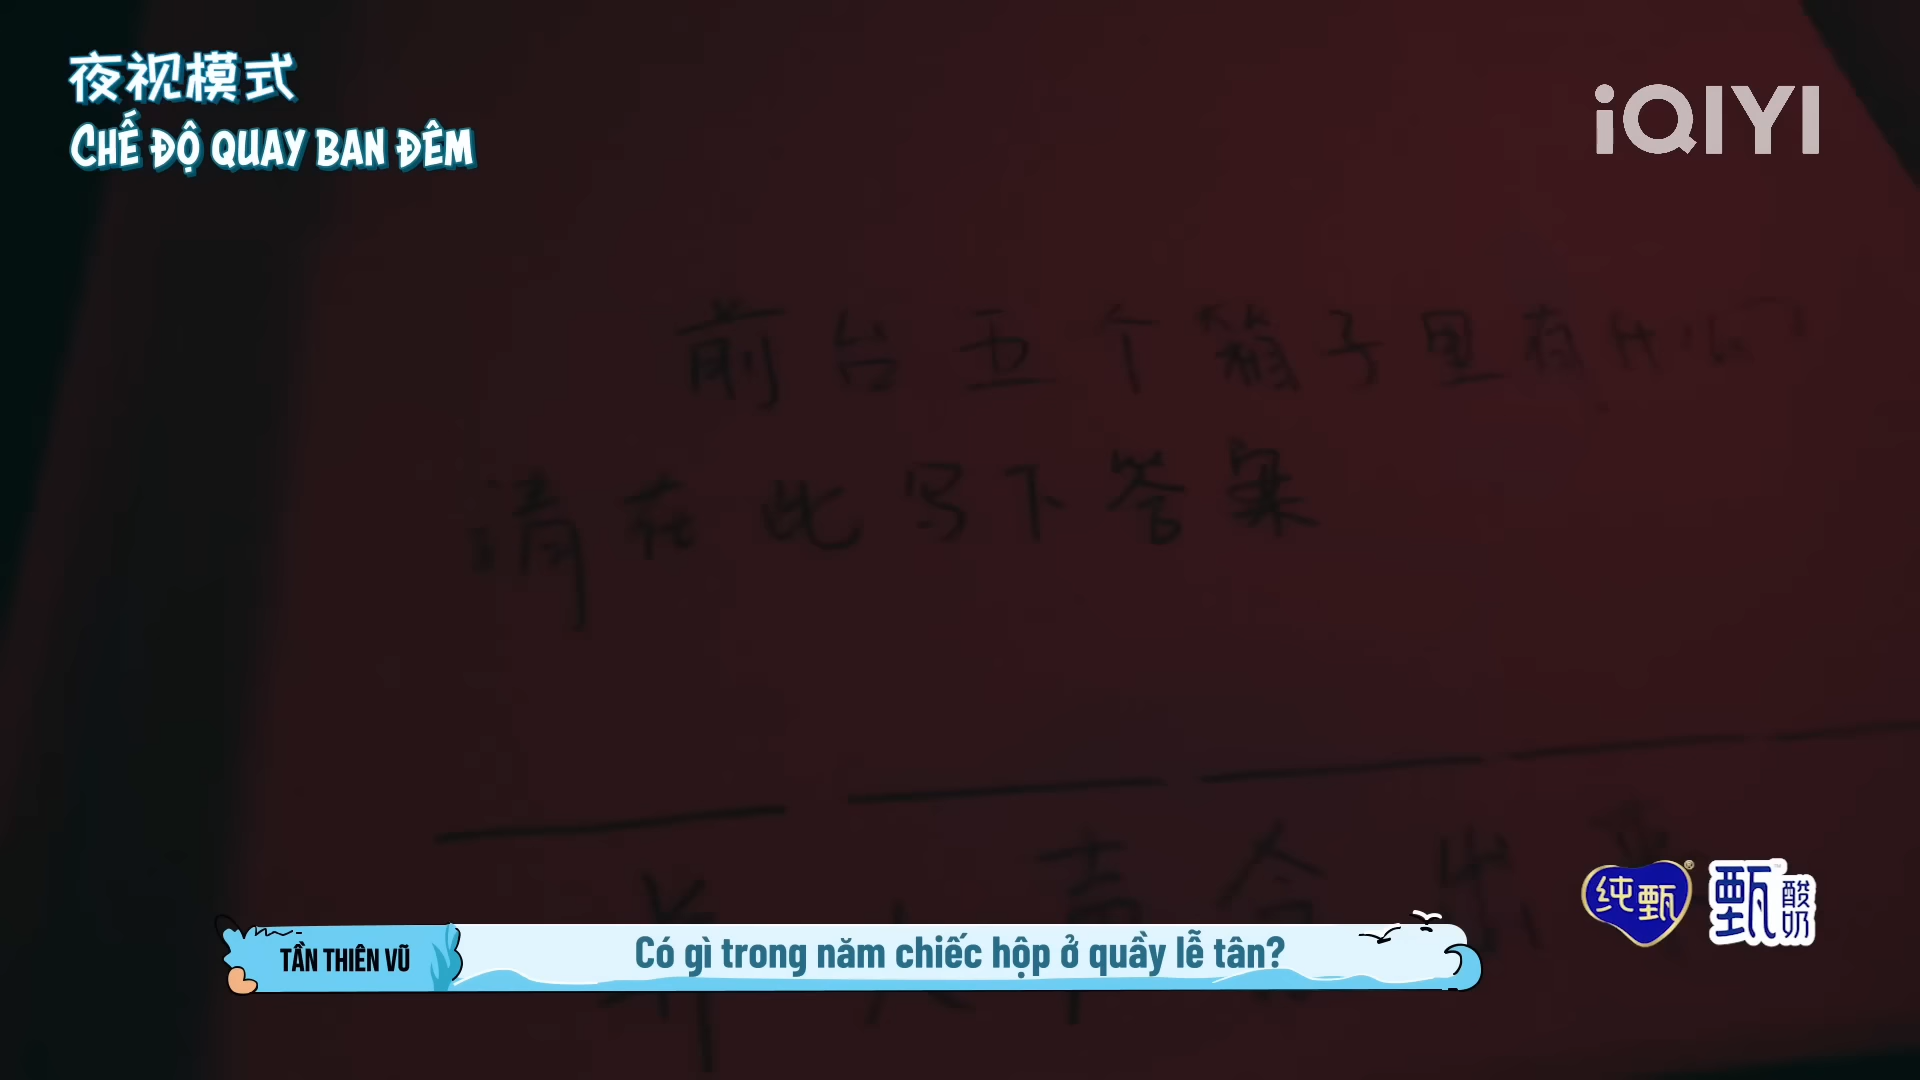 夜视模式
CHẾ ĐỘ QUAY BAN ĐÊM
iQIYI
前台五个箱子里有什么?
请在此写下答案
纯甄®
甄酸奶
TẦN THIÊN VŨ
Có gì trong năm chiếc hộp ở quầy lễ tân?